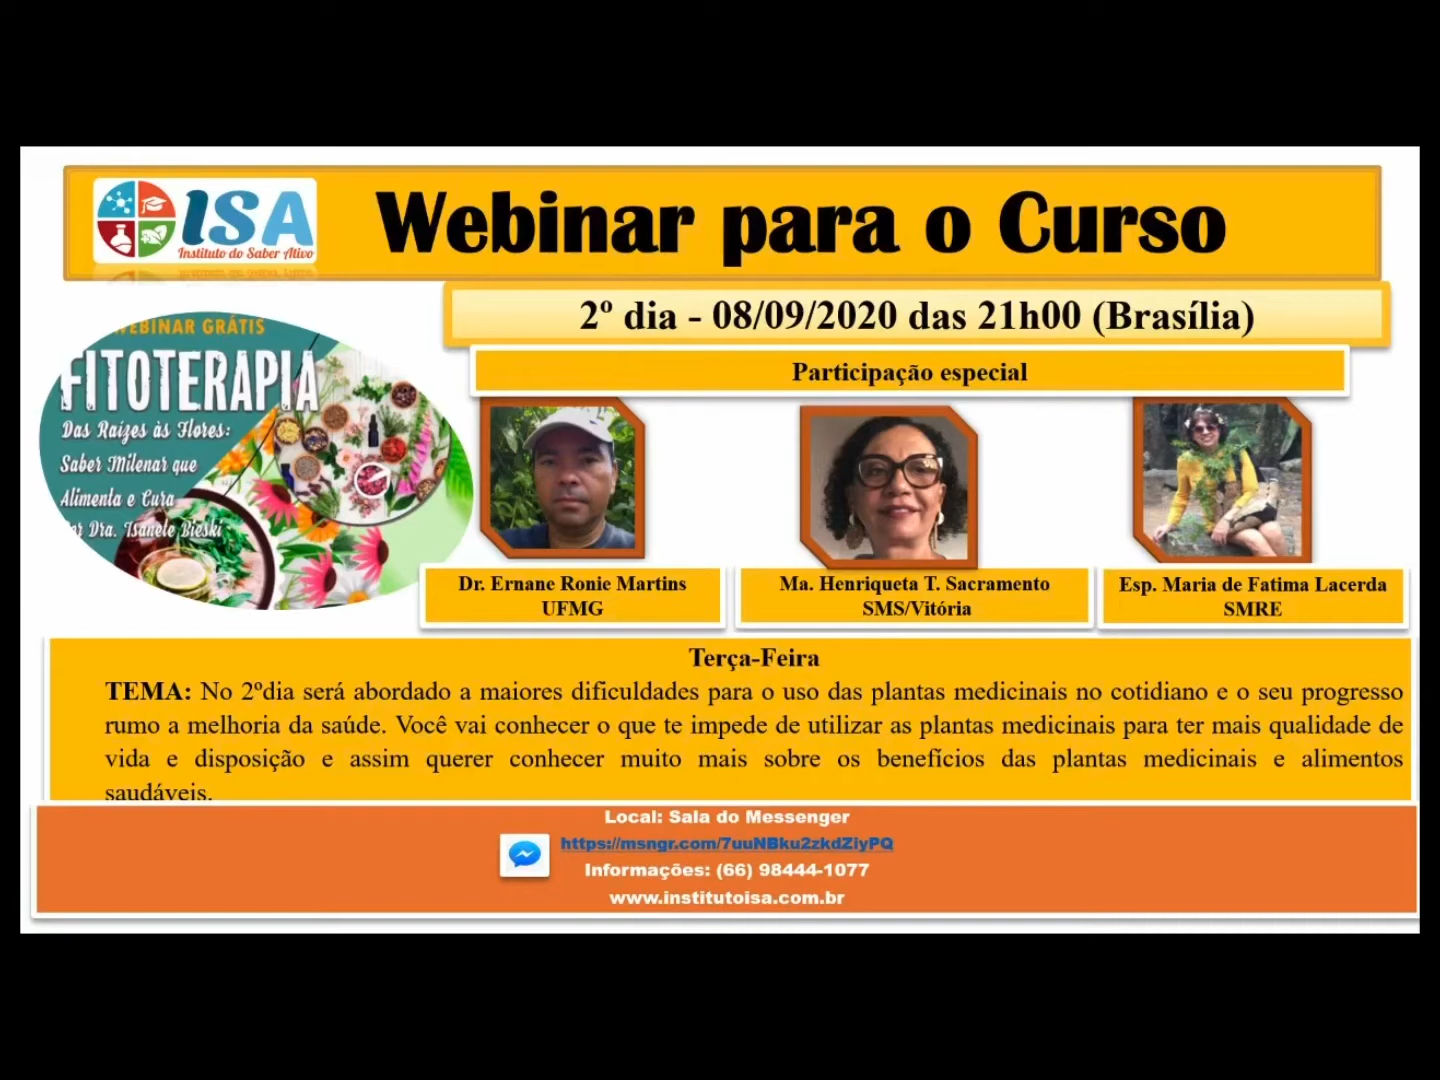 ISA
Instituto do Saber Ativo
Webinar para o Curso
2º dia - 08/09/2020 das 21h00 (Brasília)
Participação especial
WEBINAR GRÁTIS
FITOTERAPIA
Das Raízes às Flores:
Saber Milenar que
Alimenta e Cura
Por Dra. Isanete Bieski
Dr. Ernane Ronie Martins
UFMG
Ma. Henriqueta T. Sacramento
SMS/Vitória
Esp. Maria de Fatima Lacerda
SMRE
Terça-Feira
TEMA: No 2ºdia será abordado a maiores dificuldades para o uso das plantas medicinais no cotidiano e o seu progresso
rumo a melhoria da saúde. Você vai conhecer o que te impede de utilizar as plantas medicinais para ter mais qualidade de
vida e disposição e assim querer conhecer muito mais sobre os benefícios das plantas medicinais e alimentos
saudáveis.
Local: Sala do Messenger
https://msngr.com/7uuNBku2zkdZiyPQ
Informações: (66) 98444-1077
www.institutoisa.com.br